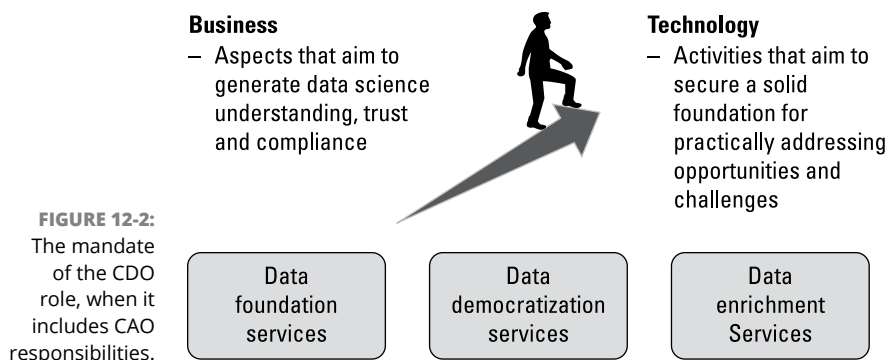 Business
– Aspects that aim to
generate data science
understanding, trust
and compliance
Technology
– Activities that aim to
secure a solid
foundation for
practically addressing
opportunities and
challenges
FIGURE 12-2:
The mandate
of the CDO
role, when it
includes CAO
responsibilities.
Data
foundation
services
Data
democratization
services
Data
enrichment
Services